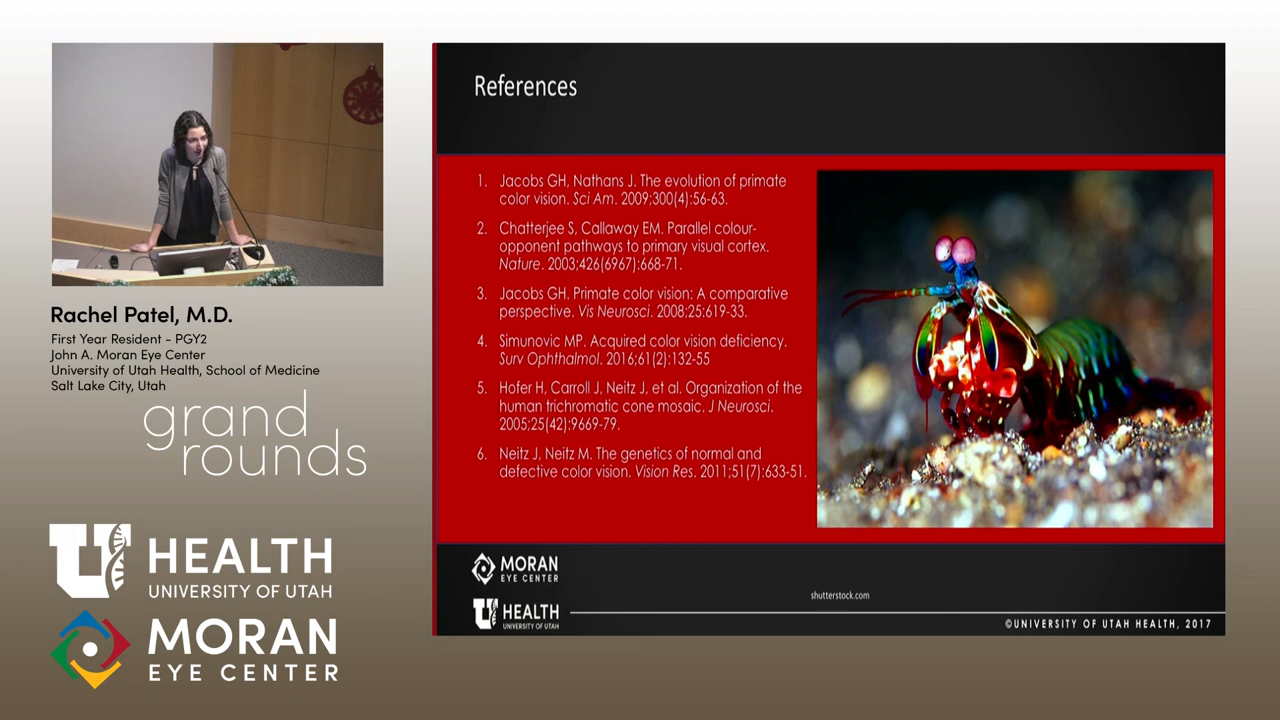 Rachel Patel, M.D.
First Year Resident - PGY2
John A. Moran Eye Center
University of Utah Health, School of Medicine
Salt Lake City, Utah
grand
rounds
U HEALTH
UNIVERSITY OF UTAH
MORAN
EYE CENTER
References
1. Jacobs GH, Nathans J. The evolution of primate
color vision. Sci Am. 2009;300(4):56-63.
2. Chatterjee S, Callaway EM. Parallel colour-
opponent pathways to primary visual cortex.
Nature. 2003;426(6967):668-71.
3. Jacobs GH. Primate color vision: A comparative
perspective. Vis Neurosci. 2008;25:619-33.
4. Simunovic MP. Acquired color vision deficiency.
Surv Ophthalmol. 2016;61(2):132-55
5. Hofer H, Carroll J, Neitz J, et al. Organization of the
human trichromatic cone mosaic. J Neurosci.
2005;25(42):9669-79.
6. Neitz J, Neitz M. The genetics of normal and
defective color vision. Vision Res. 2011;51(7):633-51.
MORAN
EYE CENTER
U HEALTH
UNIVERSITY OF UTAH
shutterstock.com
©UNIVERSITY OF UTAH HEALTH, 2017